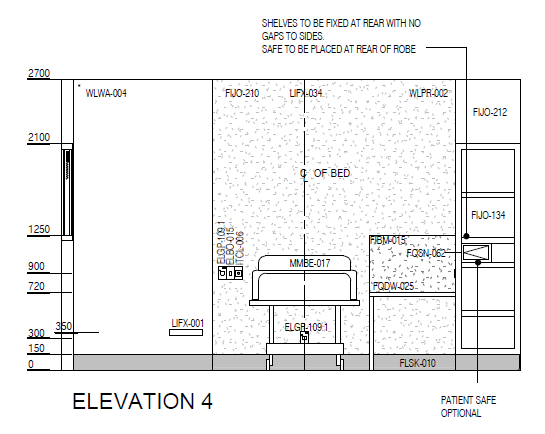 SHELVES TO BE FIXED AT REAR WITH NO
GAPS TO SIDES.
SAFE TO BE PLACED AT REAR OF ROBE
2700
WLWA-004
FIJO-210
LIFX-034
WLPR-002
FIJO-212
2100
℄ OF BED
FIJO-134
1250
FIBM-015
ELGP-109.1
ELBO-015
ITCL-006
FQSN-062
MMBE-017
900
720
FQDW-025
350
LIFX-001
ELGP-109.1
300
150
0
FLSK-010
ELEVATION 4
PATIENT SAFE
OPTIONAL